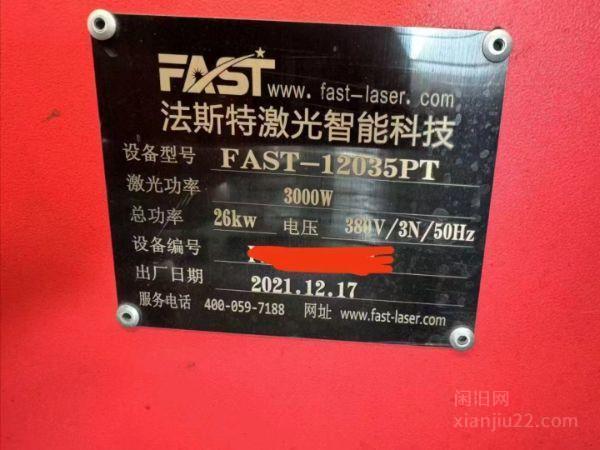 FAST www.fast-laser.com
法斯特激光智能科技
设备型号 FAST-12035PT
激光功率 3000W
总功率 26kw 电压 380V/3N/50Hz
设备编号
出厂日期 2021.12.17
服务电话 400-059-7188 网址 www.fast-laser.com
闲旧网
xianjiu22.com